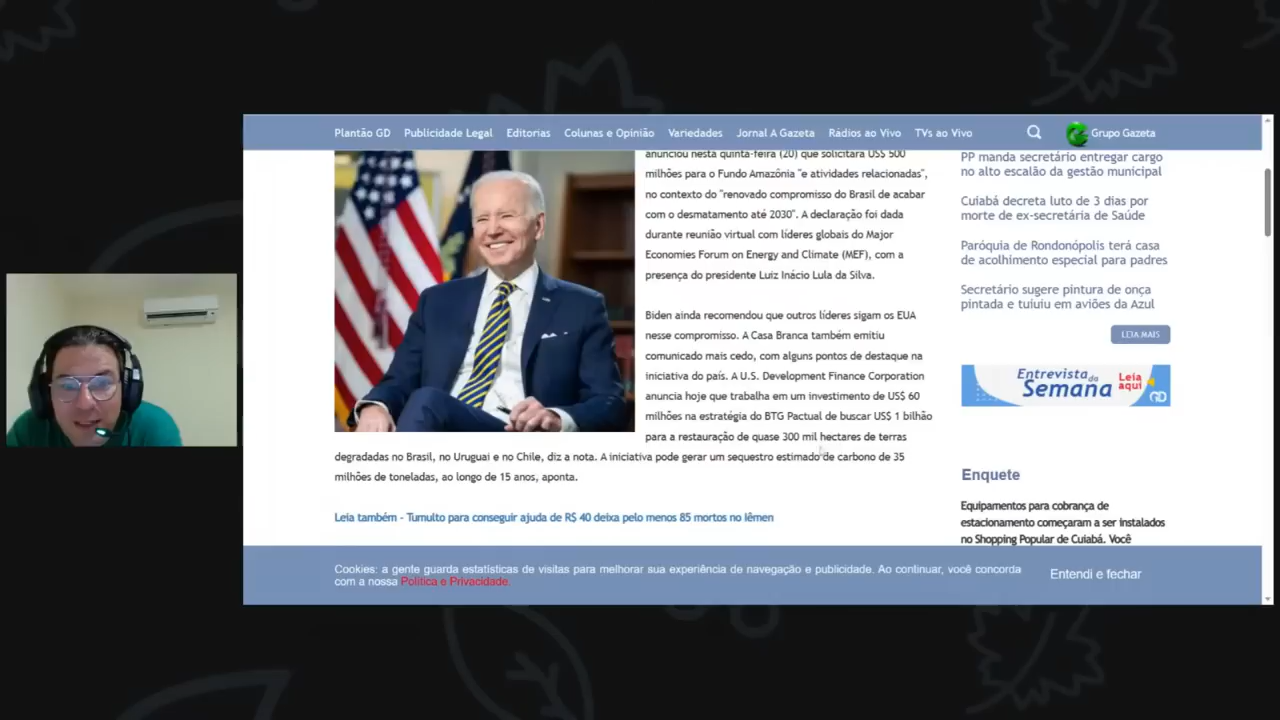 Plantão GD Publicidade Legal Editorias Colunas e Opinião Variedades Jornal A Gazeta Rádios ao Vivo TVs ao Vivo Grupo Gazeta
anunciou nesta quinta-feira (20) que solicitará US$ 500
milhões para o Fundo Amazônia "e atividades relacionadas",
no contexto do "renovado compromisso do Brasil de acabar
com o desmatamento até 2030". A declaração foi dada
durante reunião virtual com líderes globais do Major
Economies Forum on Energy and Climate (MEF), com a
presença do presidente Luiz Inácio Lula da Silva.
Biden ainda recomendou que outros líderes sigam os EUA
nesse compromisso. A Casa Branca também emitiu
comunicado mais cedo, com alguns pontos de destaque na
iniciativa do país. A U.S. Development Finance Corporation
anuncia hoje que trabalha em um investimento de US$ 60
milhões na estratégia do BTG Pactual de buscar US$ 1 bilhão
para a restauração de quase 300 mil hectares de terras
degradadas no Brasil, no Uruguai e no Chile, diz a nota. A iniciativa pode gerar um sequestro estimado de carbono de 35
milhões de toneladas, ao longo de 15 anos, aponta.
Leia também - Tumulto para conseguir ajuda de R$ 40 deixa pelo menos 85 mortos no Iêmen
PP manda secretário entregar cargo
no alto escalão da gestão municipal
Cuiabá decreta luto de 3 dias por
morte de ex-secretária de Saúde
Paróquia de Rondonópolis terá casa
de acolhimento especial para padres
Secretário sugere pintura de onça
pintada e tuiuiu em aviões da Azul
LEIA MAIS
Entrevista da
Semana
Leia
aqui
GD
Enquete
Equipamentos para cobrança de
estacionamento começaram a ser instalados
no Shopping Popular de Cuiabá. Você
Cookies: a gente guarda estatísticas de visitas para melhorar sua experiência de navegação e publicidade. Ao continuar, você concorda
com a nossa Politica e Privacidade.
Entendi e fechar